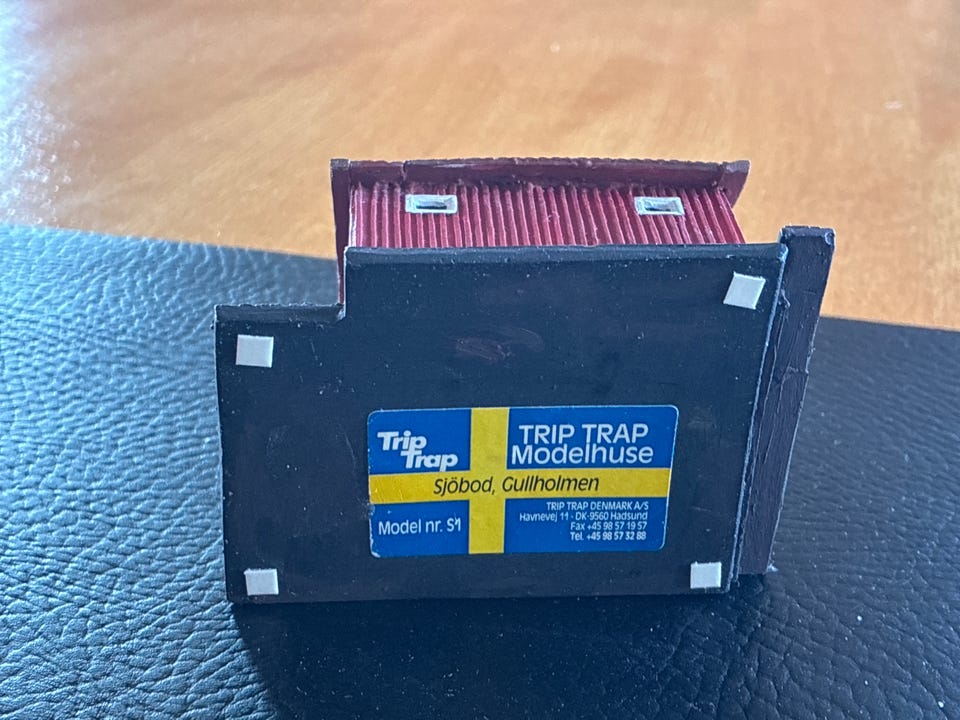 Trip
Trap
TRIP TRAP
Modelhuse
Sjöbod, Gullholmen
Model nr. S1
TRIP TRAP DENMARK A/S
Havnevej 11 - DK-9560 Hadsund
Fax +45 98 57 19 57
Tel. +45 98 57 32 88